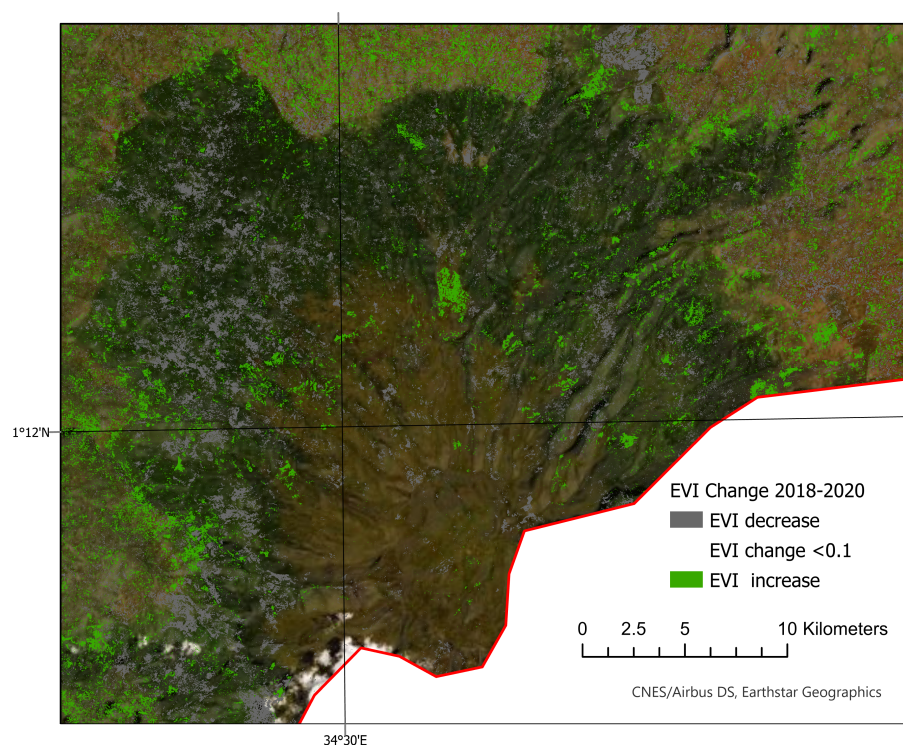 1°12'N
EVI Change 2018-2020
EVI decrease
EVI change <0.1
EVI  increase
0 2.5 5 10 Kilometers
CNES/Airbus DS, Earthstar Geographics
34°30'E